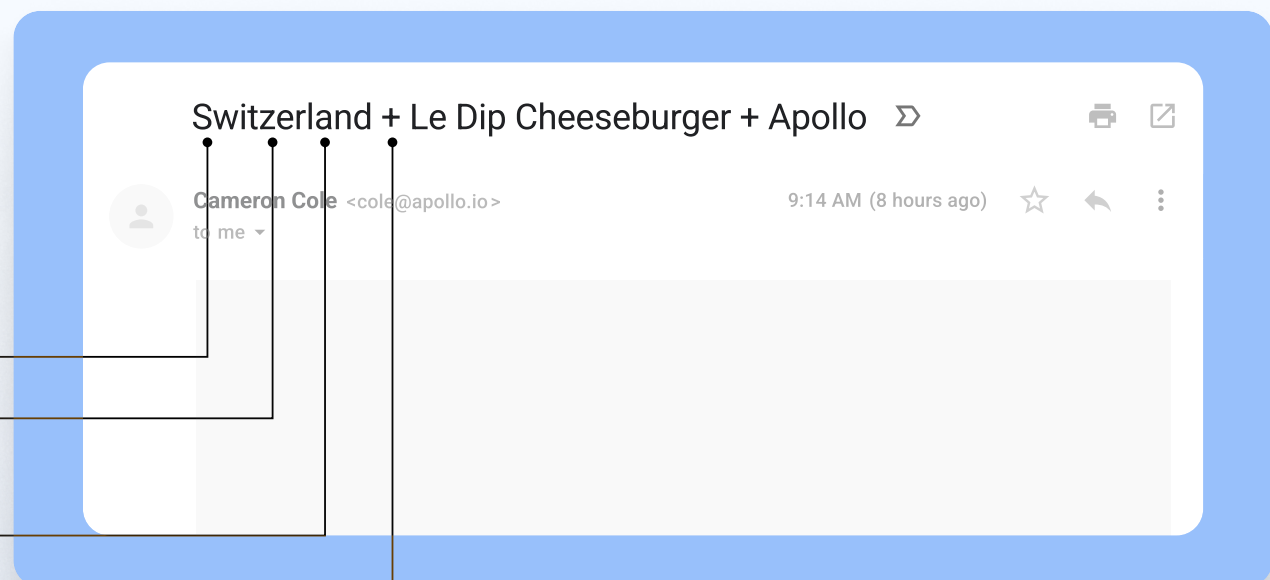 Switzerland + Le Dip Cheeseburger + Apollo
Cameron Cole <cole@apollo.io> 9:14 AM (8 hours ago)
to me